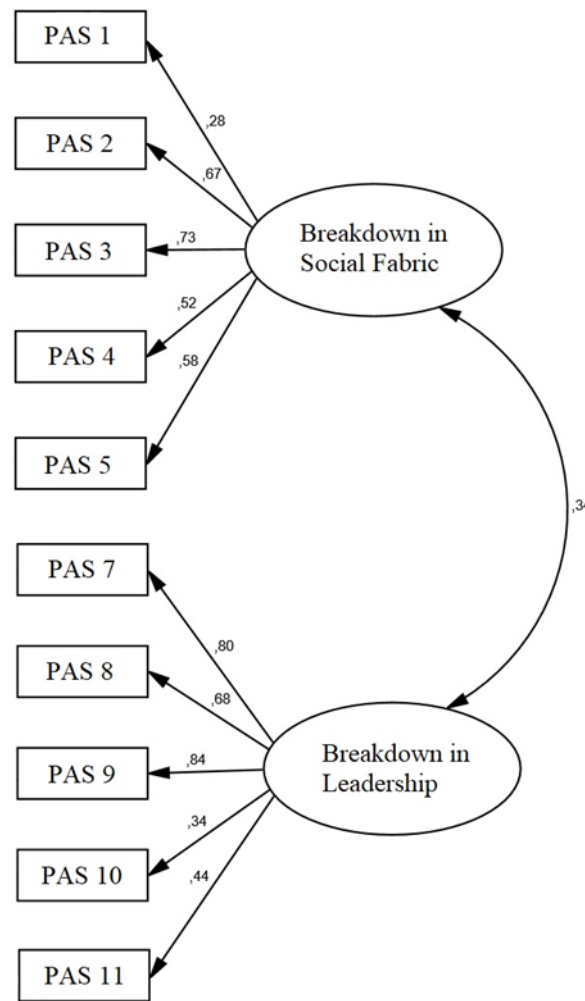 PAS 1
,28
PAS 2
,67
PAS 3
,73
Breakdown in
Social Fabric
PAS 4
,52
,58
PAS 5
,34
PAS 7
,80
PAS 8
,68
PAS 9
,84
Breakdown in
Leadership
PAS 10
,34
,44
PAS 11